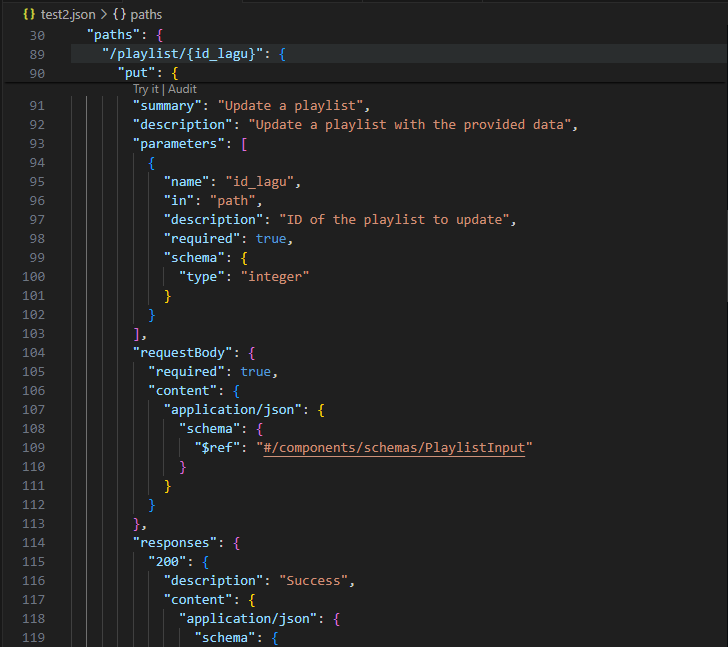 {} test2.json > {} paths
30 "paths": {
89 "/playlist/{id_lagu}": {
90 "put": {
Try it | Audit
91 "summary": "Update a playlist",
92 "description": "Update a playlist with the provided data",
93 "parameters": [
94 {
95 "name": "id_lagu",
96 "in": "path",
97 "description": "ID of the playlist to update",
98 "required": true,
99 "schema": {
100 "type": "integer"
101 }
102 }
103 ],
104 "requestBody": {
105 "required": true,
106 "content": {
107 "application/json": {
108 "schema": {
109 "$ref": "#/components/schemas/PlaylistInput"
110 }
111 }
112 }
113 },
114 "responses": {
115 "200": {
116 "description": "Success",
117 "content": {
118 "application/json": {
119 "schema": {